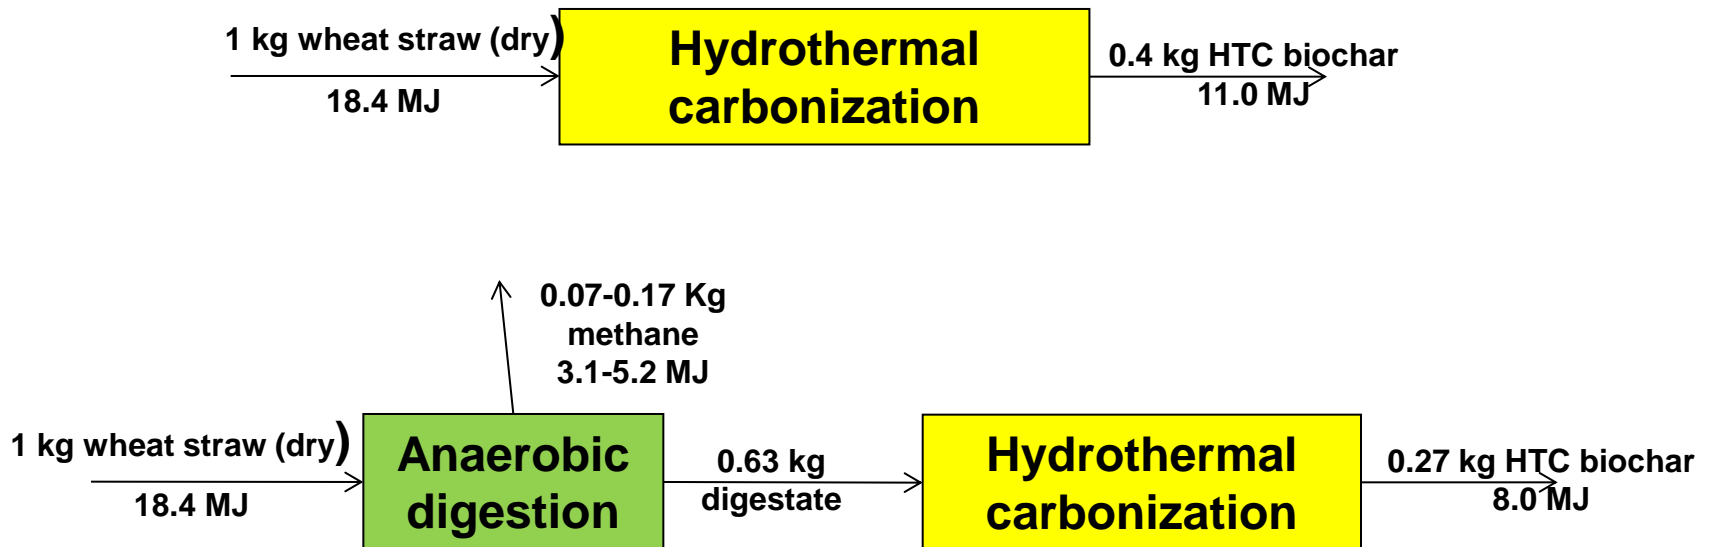 1 kg wheat straw (dry)
18.4 MJ
Hydrothermal
carbonization
0.4 kg HTC biochar
11.0 MJ
0.07-0.17 Kg
methane
3.1-5.2 MJ
1 kg wheat straw (dry)
18.4 MJ
Anaerobic
digestion
0.63 kg
digestate
Hydrothermal
carbonization
0.27 kg HTC biochar
8.0 MJ